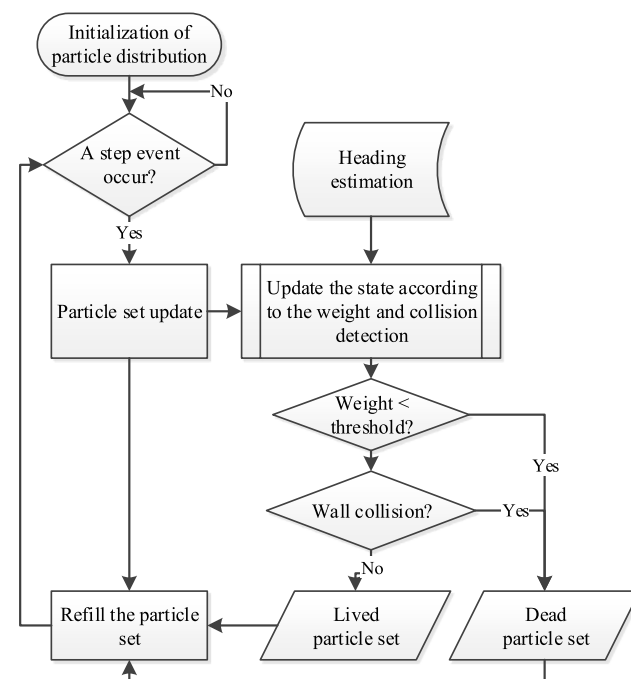 Initialization of
particle distribution
No
A step event
occur?
Heading
estimation
Yes
Particle set update
Update the state according
to the weight and collision
detection
Weight <
threshold?
Yes
Wall collision?
Yes
No
Refill the particle
set
Lived
particle set
Dead
particle set